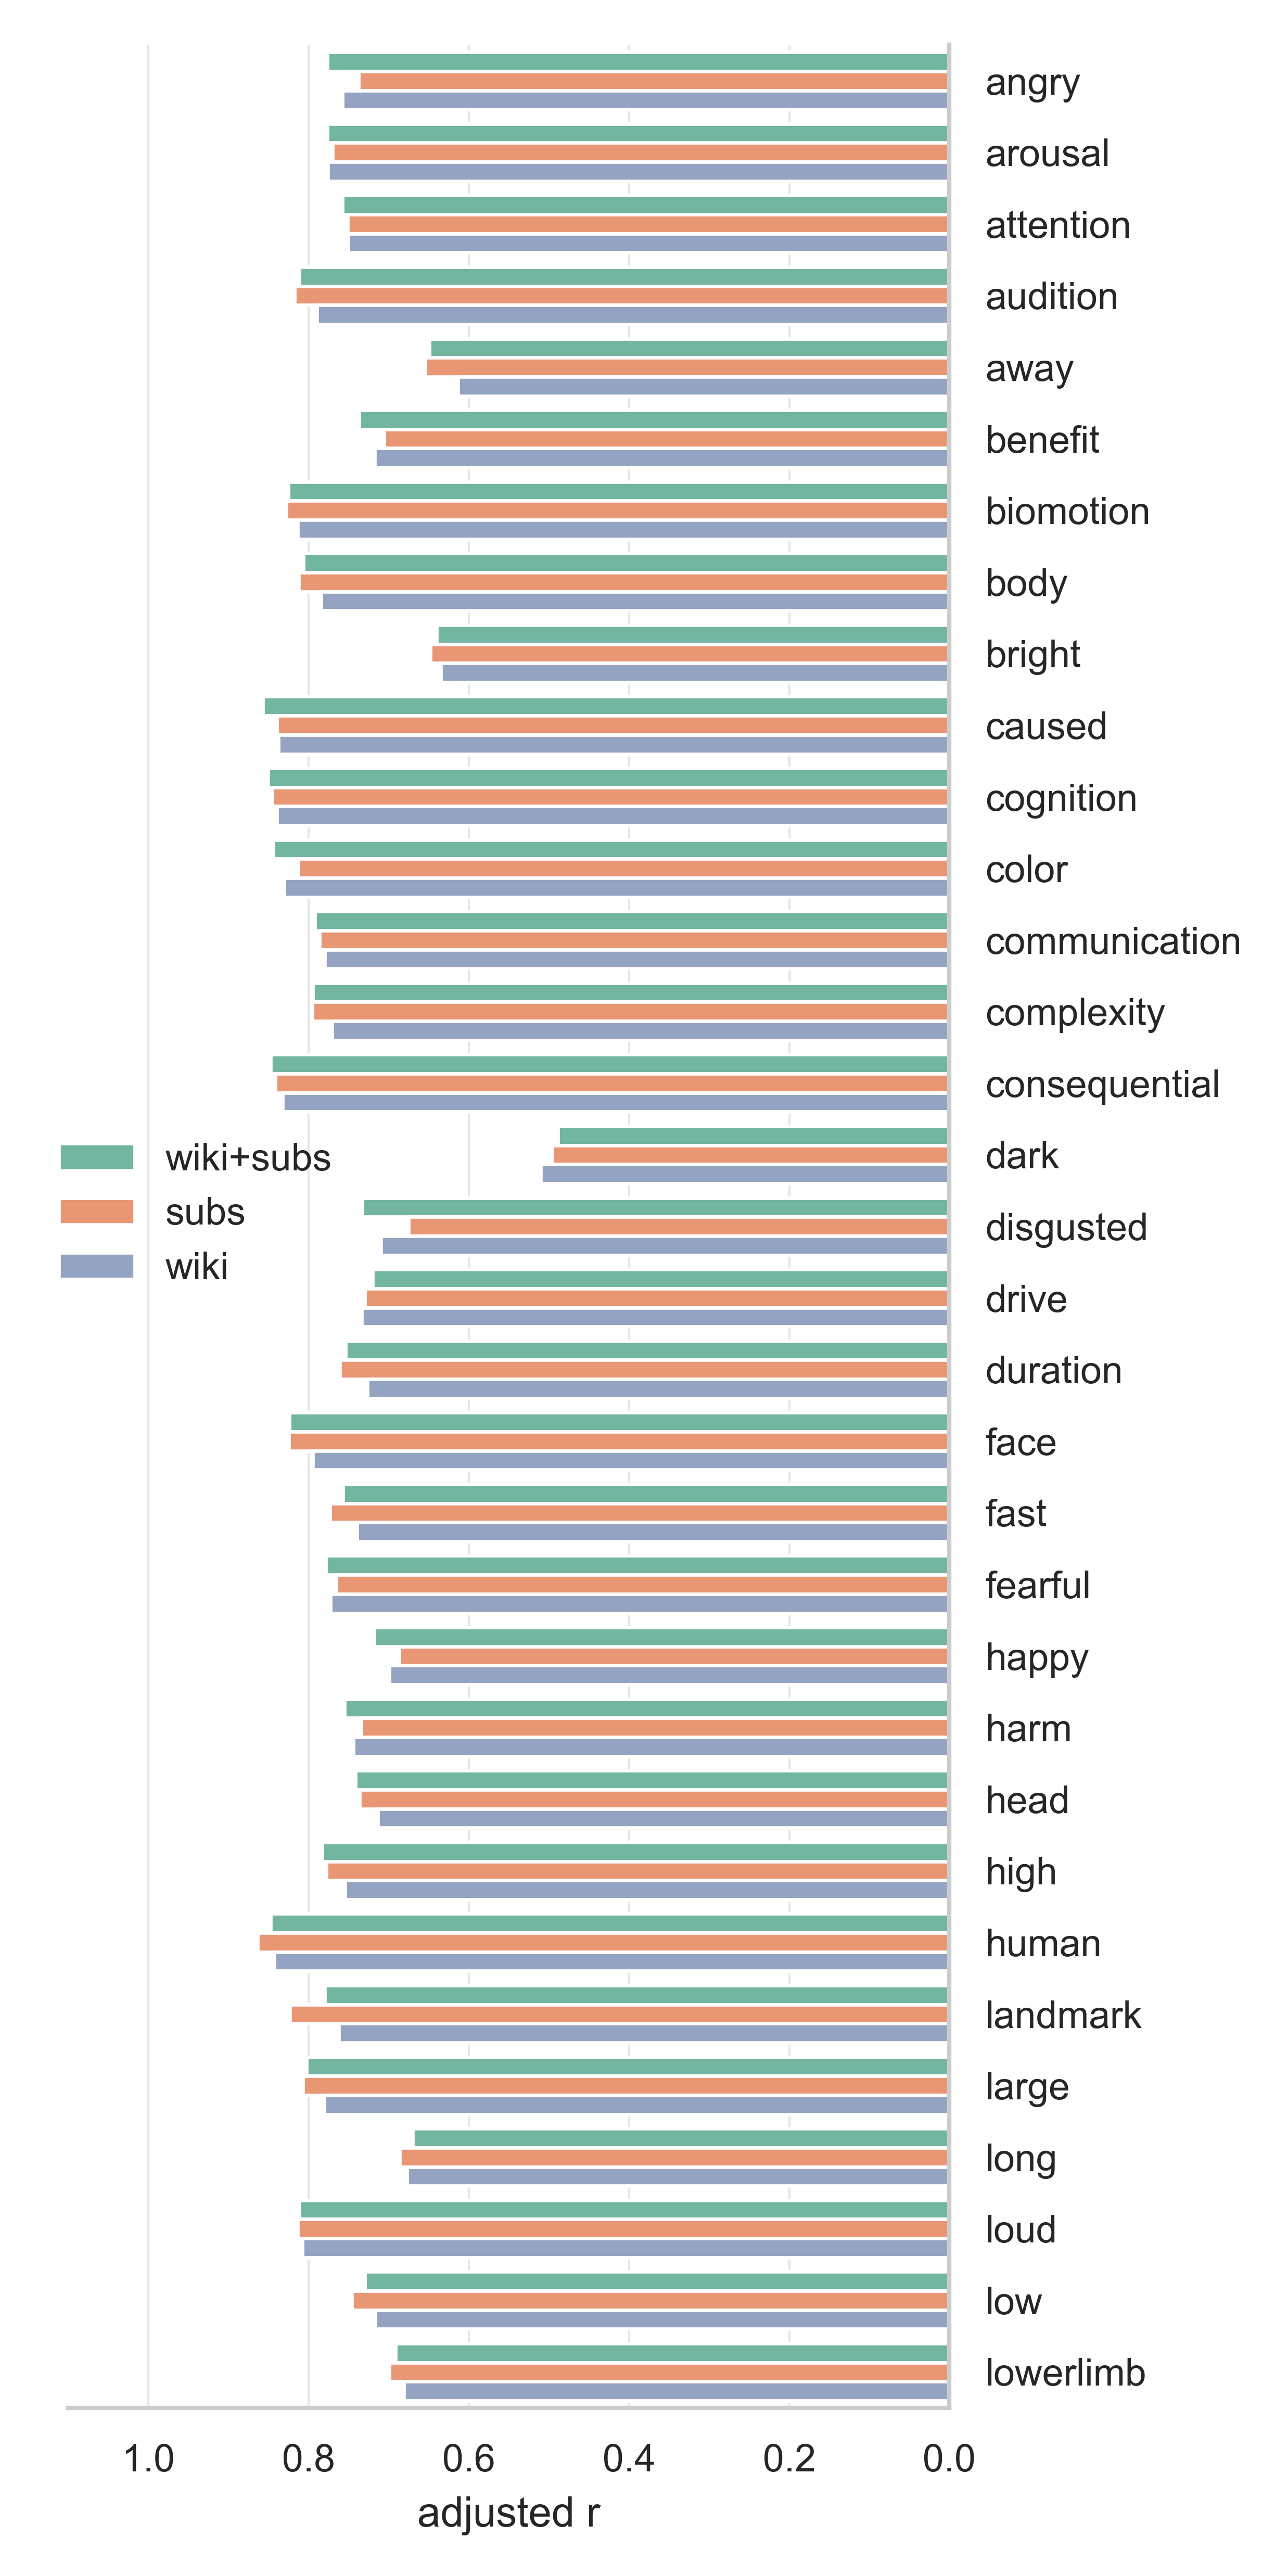 angry
arousal
attention
audition
away
benefit
biomotion
body
bright
caused
cognition
color
communication
complexity
consequential
dark
wiki+subs
subs
wiki
disgusted
drive
duration
face
fast
fearful
happy
harm
head
high
human
landmark
large
long
loud
low
lowerlimb
1.0 0.8 0.6 0.4 0.2 0.0
adjusted r